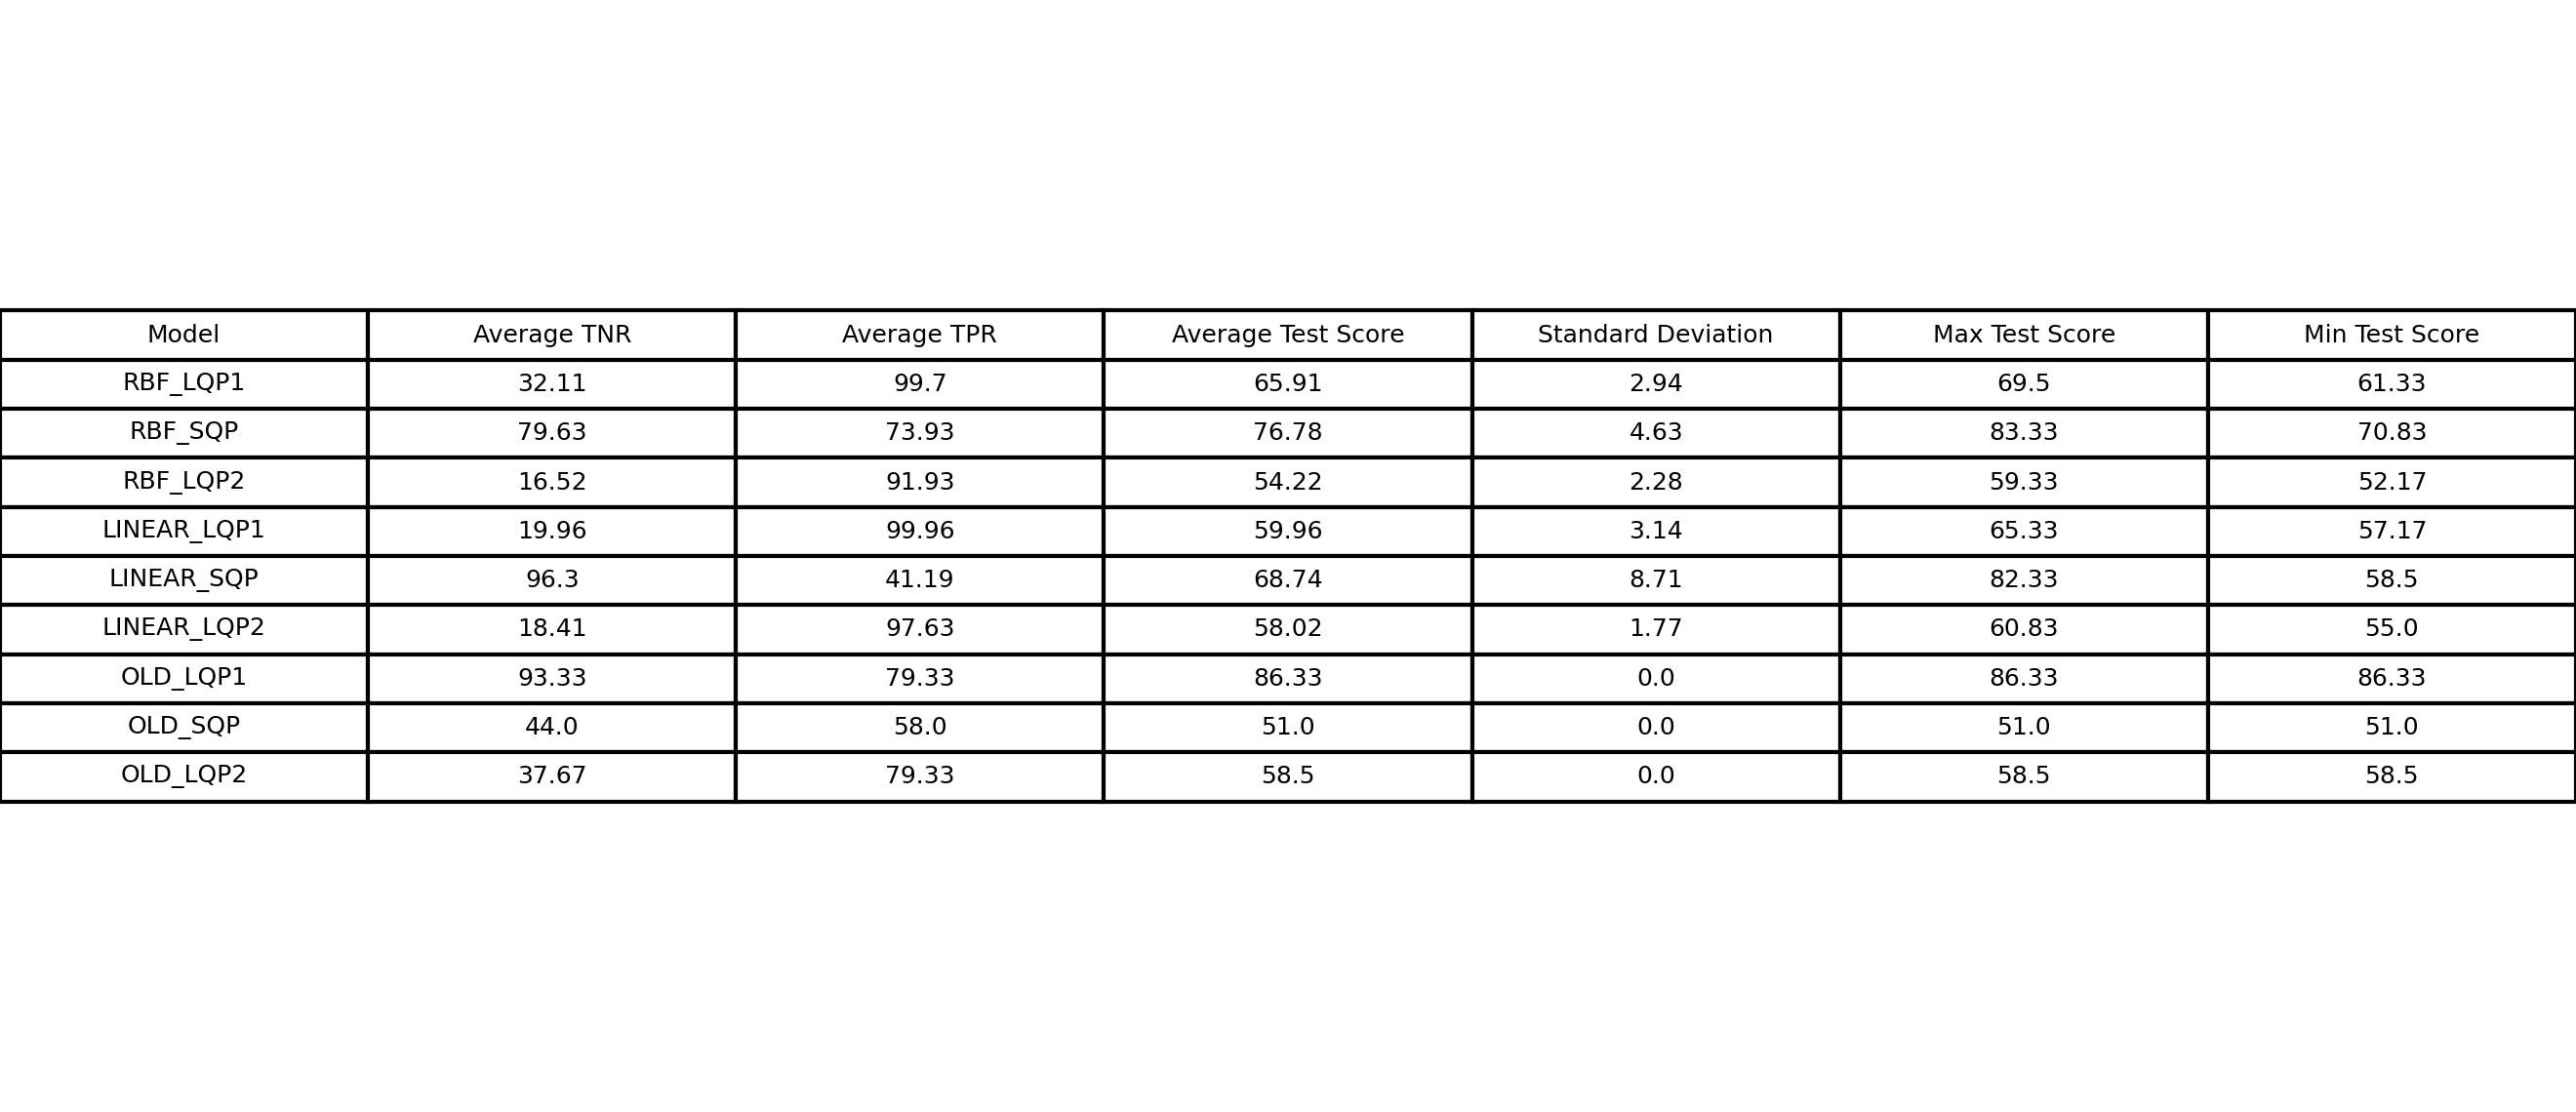 Model Average TNR Average TPR Average Test Score Standard Deviation Max Test Score Min Test Score
RBF_LQP1 32.11 99.7 65.91 2.94 69.5 61.33
RBF_SQP 79.63 73.93 76.78 4.63 83.33 70.83
RBF_LQP2 16.52 91.93 54.22 2.28 59.33 52.17
LINEAR_LQP1 19.96 99.96 59.96 3.14 65.33 57.17
LINEAR_SQP 96.3 41.19 68.74 8.71 82.33 58.5
LINEAR_LQP2 18.41 97.63 58.02 1.77 60.83 55.0
OLD_LQP1 93.33 79.33 86.33 0.0 86.33 86.33
OLD_SQP 44.0 58.0 51.0 0.0 51.0 51.0
OLD_LQP2 37.67 79.33 58.5 0.0 58.5 58.5